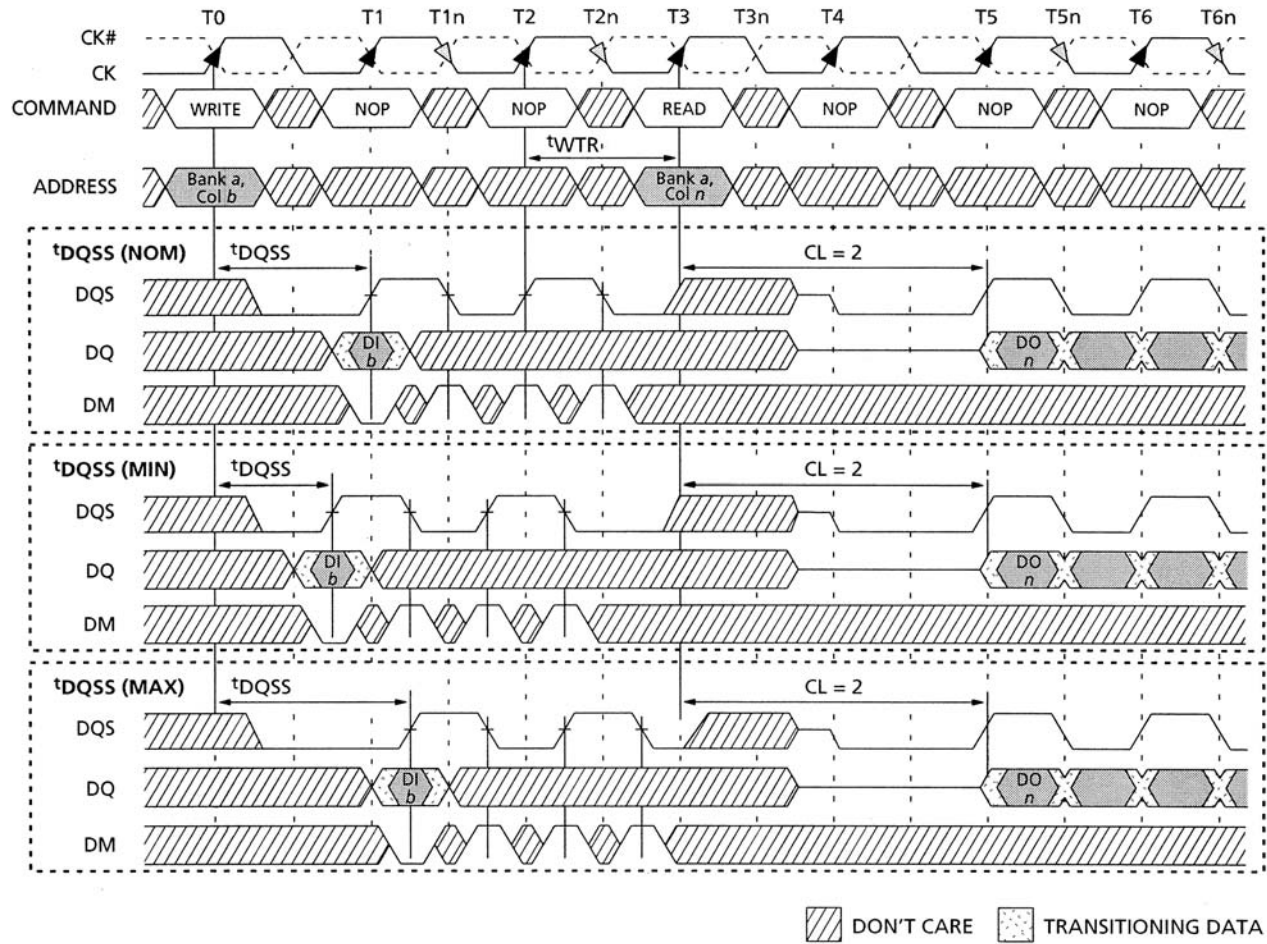 T0 T1 T1n T2 T2n T3 T3n T4 T5 T5n T6 T6n
CK#
CK
COMMAND WRITE NOP NOP READ NOP NOP NOP
tWTR
ADDRESS Bank a, Col b Bank a, Col n
tDQSS (NOM) tDQSS CL = 2
DQS
DQ DI b DO n
DM
tDQSS (MIN) tDQSS CL = 2
DQS
DQ DI b DO n
DM
tDQSS (MAX) tDQSS CL = 2
DQS
DQ DI b DO n
DM
DON'T CARE TRANSITIONING DATA